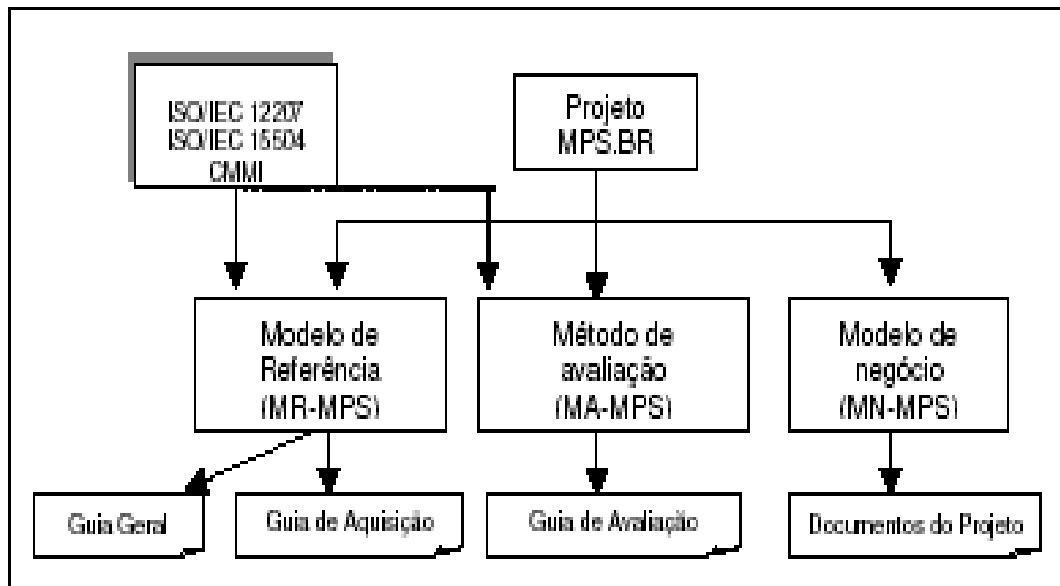 ISO/IEC 12207
ISO/IEC 15504
CMMI
Projeto
MPS.BR
Modelo de
Referência
(MR-MPS)
Método de
avaliação
(MA-MPS)
Modelo de
negócio
(MN-MPS)
Guia Geral
Guia de Aquisição
Guia de Avaliação
Documentos do Projeto